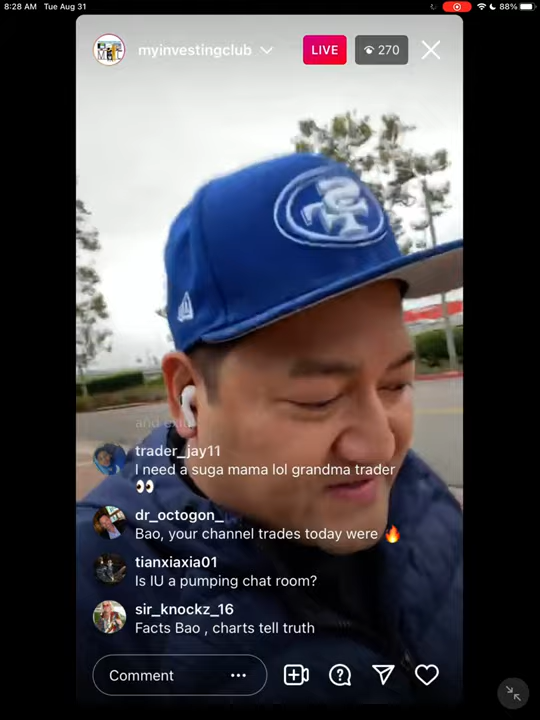 8:28 AM Tue Aug 31
88%
myinvestingclub
LIVE
270
trader_jay11
I need a suga mama lol grandma trader
👀
dr_octogon_
Bao, your channel trades today were 🔥
tianxiaxia01
Is IU a pumping chat room?
sir_knockz_16
Facts Bao , charts tell truth
Comment